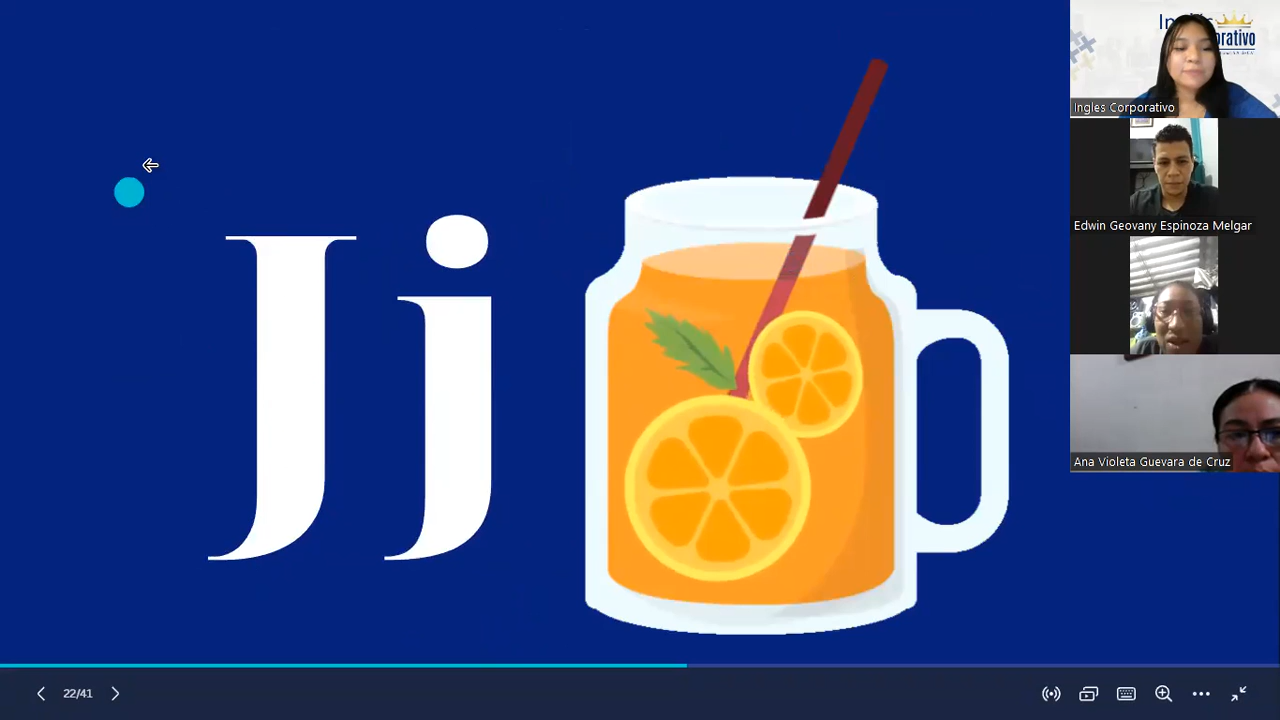 Jj
Ingles Corporativo
Edwin Geovany Espinoza Melgar
Ana Violeta Guevara de Cruz
22/41